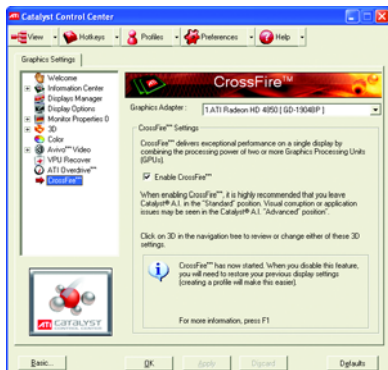 Catalyst Control Center
View Hotkeys Profiles Preferences Help
Graphics Settings
Welcome
Information Center
Displays Manager
Display Options
Monitor Properties 0
3D
Color
Avivo™ Video
VPU Recover
ATI Overdrive™
CrossFire™
CrossFire™
Graphics Adapter :
1.ATI Radeon HD 4850 [ GD-1904BP ]
CrossFire™ Settings
CrossFire™ delivers exceptional performance on a single display by
combining the processing power of two or more Graphics Processing Units
(GPUs).
Enable CrossFire™
When enabling CrossFire™, it is highly recommended that you leave
Catalyst® A.I. in the "Standard" position. Visual corruption or application
issues may be seen in the Catalyst® A.I. "Advanced" position.
Click on 3D in the navigation tree to review or change either of these 3D
settings.
CrossFire™ has now started. When you disable this feature,
you will need to restore your previous display settings
(creating a profile will make this easier).
For more information, press F1
ATI CATALYST
CONTROL CENTER
Basic...
OK
Apply
Discard
Defaults